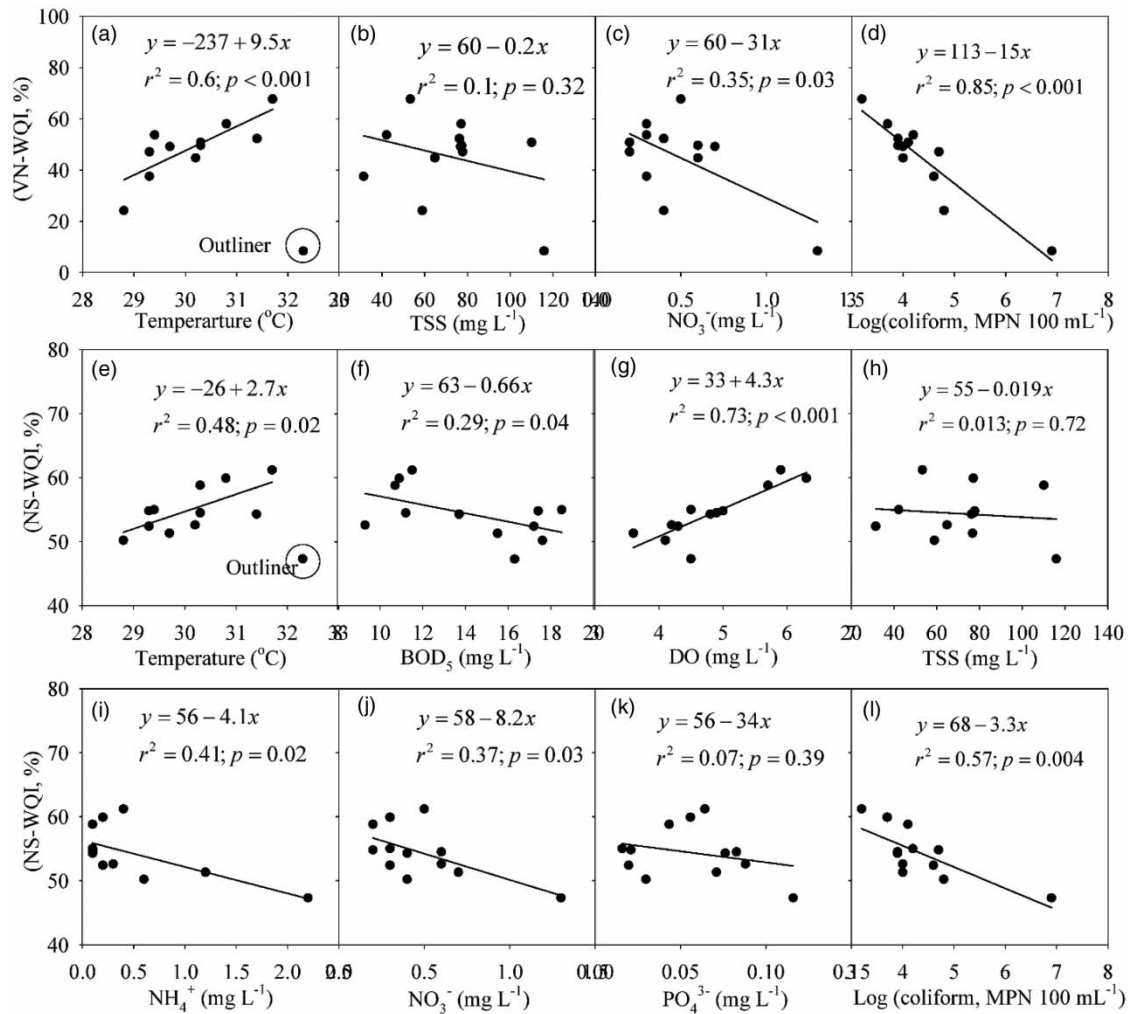 (a) (b) (c) (d)
y = −237 + 9.5x y = 60 − 0.2x y = 60 − 31x y = 113 − 15x
r² = 0.6; p < 0.001 r² = 0.1; p = 0.32 r² = 0.35; p = 0.03 r² = 0.85; p < 0.001
(VN-WQI, %)
100
80
60
40
20
0
Outliner
28 29 30 31 32 33 40 60 80 100 120 140 0.0 0.5 1.0 1.5 3 4 5 6 7 8
Temperarture (°C) TSS (mg L⁻¹) NO₃⁻ (mg L⁻¹) Log(coliform, MPN 100 mL⁻¹)
(e) (f) (g) (h)
y = −26 + 2.7x y = 63 − 0.66x y = 33 + 4.3x y = 55 − 0.019x
r² = 0.48; p = 0.02 r² = 0.29; p = 0.04 r² = 0.73; p < 0.001 r² = 0.013; p = 0.72
(NS-WQI, %)
80
70
60
50
40
Outliner
28 29 30 31 32 33 10 12 14 16 18 20 4 5 6 7 20 40 60 80 100 120 140
Temperature (°C) BOD₅ (mg L⁻¹) DO (mg L⁻¹) TSS (mg L⁻¹)
(i) (j) (k) (l)
y = 56 − 4.1x y = 58 − 8.2x y = 56 − 34x y = 68 − 3.3x
r² = 0.41; p = 0.02 r² = 0.37; p = 0.03 r² = 0.07; p = 0.39 r² = 0.57; p = 0.004
(NS-WQI, %)
80
70
60
50
40
0.0 0.5 1.0 1.5 2.0 0.5 1.0 0.05 0.10 4 5 6 7 8
NH₄⁺ (mg L⁻¹) NO₃⁻ (mg L⁻¹) PO₄³⁻ (mg L⁻¹) Log (coliform, MPN 100 mL⁻¹)